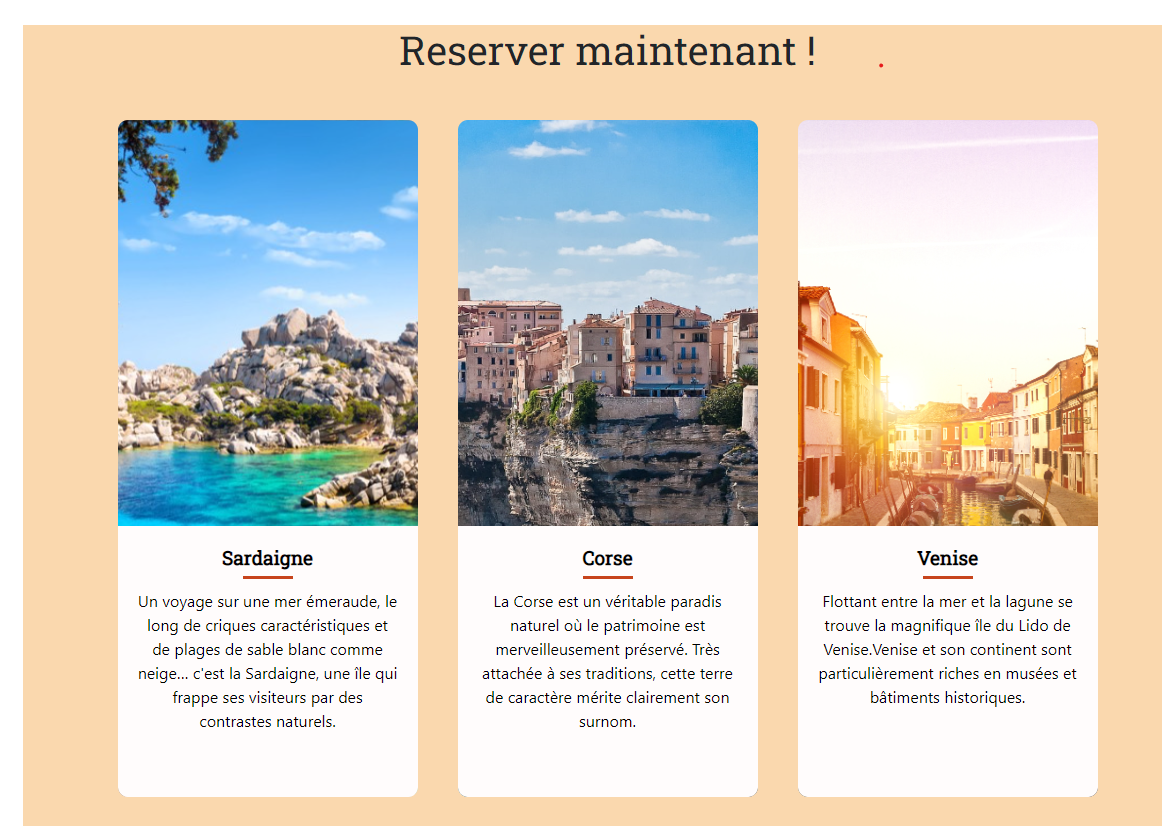 Reserver maintenant !
Sardaigne
Un voyage sur une mer émeraude, le
long de criques caractéristiques et
de plages de sable blanc comme
neige... c'est la Sardaigne, une île qui
frappe ses visiteurs par des
contrastes naturels.
Corse
La Corse est un véritable paradis
naturel où le patrimoine est
merveilleusement préservé. Très
attachée à ses traditions, cette terre
de caractère mérite clairement son
surnom.
Venise
Flottant entre la mer et la lagune se
trouve la magnifique île du Lido de
Venise.Venise et son continent sont
particulièrement riches en musées et
bâtiments historiques.